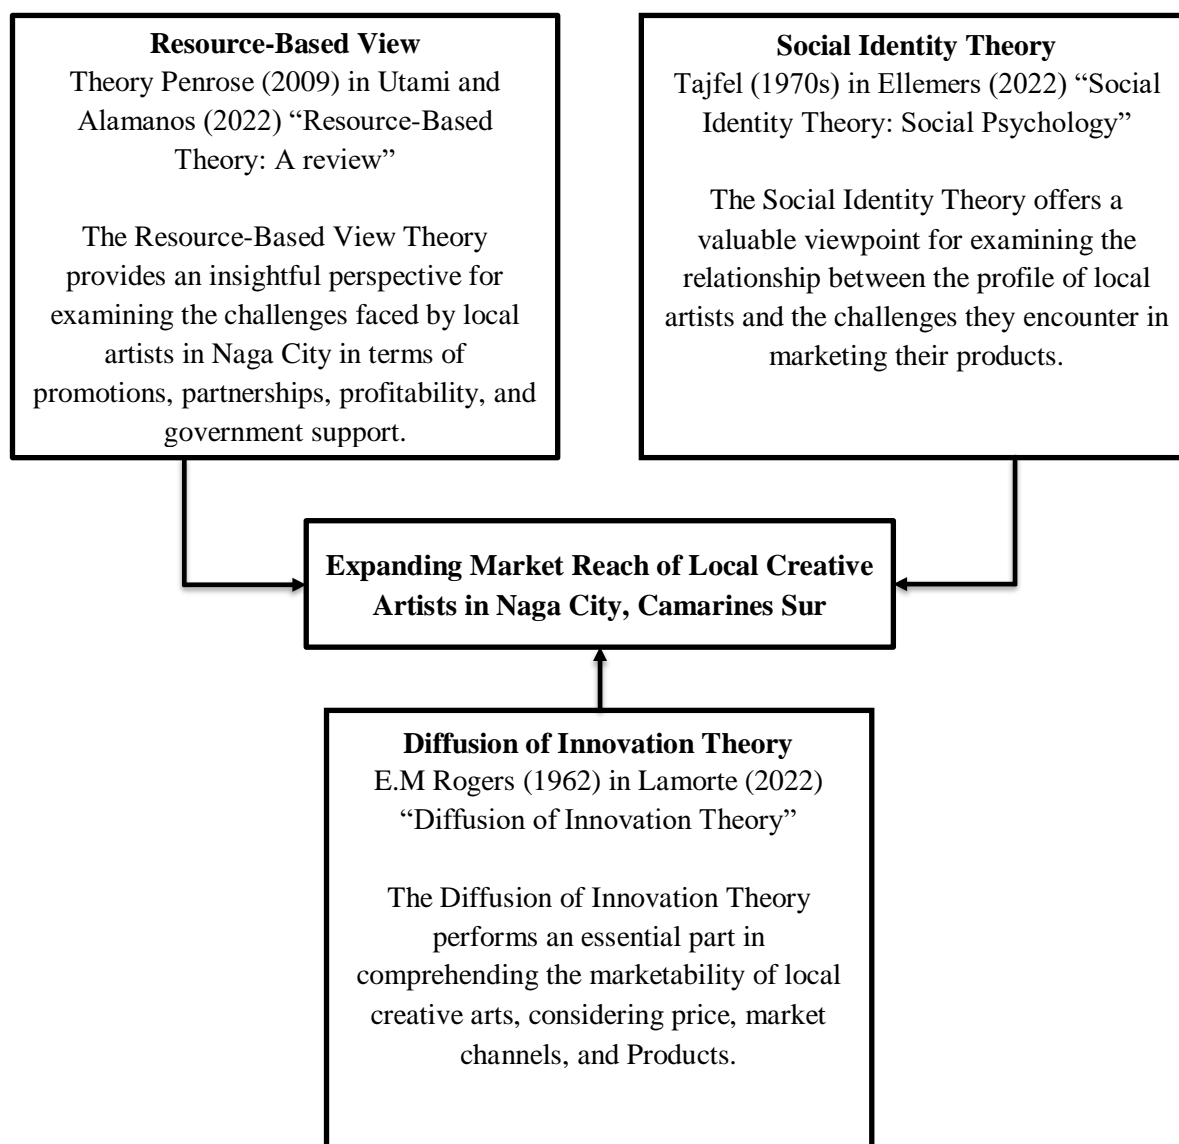 Resource-Based View
Theory Penrose (2009) in Utami and
Alamanos (2022) “Resource-Based
Theory: A review”
The Resource-Based View Theory
provides an insightful perspective for
examining the challenges faced by local
artists in Naga City in terms of
promotions, partnerships, profitability, and
government support.
Social Identity Theory
Tajfel (1970s) in Ellemers (2022) “Social
Identity Theory: Social Psychology”
The Social Identity Theory offers a
valuable viewpoint for examining the
relationship between the profile of local
artists and the challenges they encounter in
marketing their products.
Expanding Market Reach of Local Creative
Artists in Naga City, Camarines Sur
Diffusion of Innovation Theory
E.M Rogers (1962) in Lamorte (2022)
“Diffusion of Innovation Theory”
The Diffusion of Innovation Theory
performs an essential part in
comprehending the marketability of local
creative arts, considering price, market
channels, and Products.